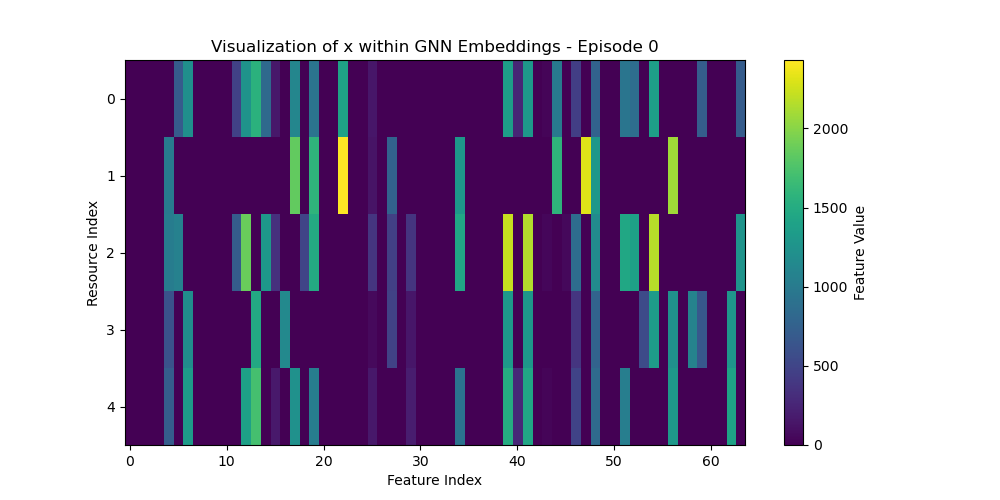 Visualization of x within GNN Embeddings - Episode 0
Resource Index
0
1
2
3
4
0 10 20 30 40 50 60
Feature Index
2000
1500
1000
500
0
Feature Value